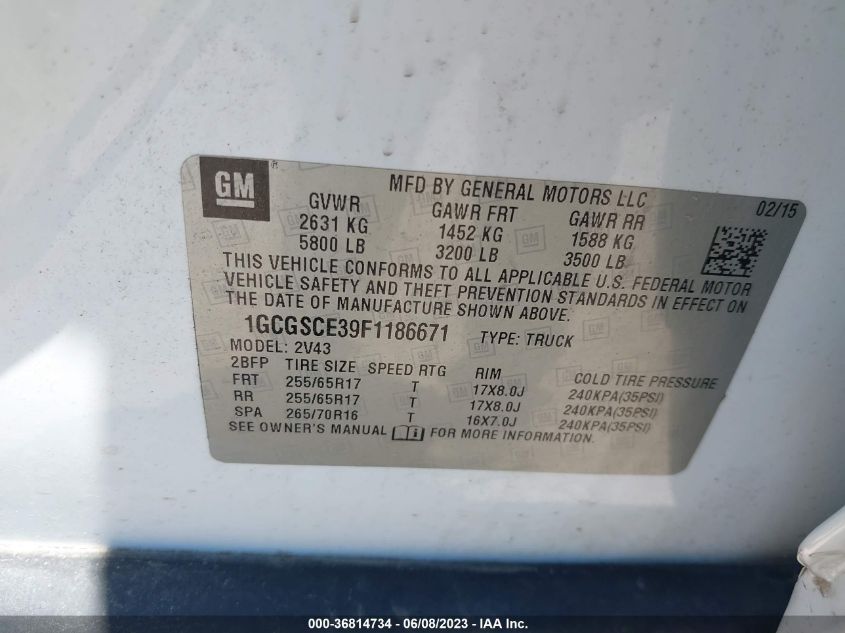 GM
MFD BY GENERAL MOTORS LLC
02/15
GVWR GAWR FRT GAWR RR
2631 KG 1452 KG 1588 KG
5800 LB 3200 LB 3500 LB
THIS VEHICLE CONFORMS TO ALL APPLICABLE U.S. FEDERAL MOTOR
VEHICLE SAFETY AND THEFT PREVENTION STANDARDS IN EFFECT ON
THE DATE OF MANUFACTURE SHOWN ABOVE.
1GCGSCE39F1186671 TYPE: TRUCK
MODEL: 2V43
2BFP TIRE SIZE SPEED RTG RIM COLD TIRE PRESSURE
FRT 255/65R17 T 17X8.0J 240KPA(35PSI)
RR 255/65R17 T 17X8.0J 240KPA(35PSI)
SPA 265/70R16 T 16X7.0J 240KPA(35PSI)
SEE OWNER'S MANUAL FOR MORE INFORMATION.
000-36814734 - 06/08/2023 - IAA Inc.